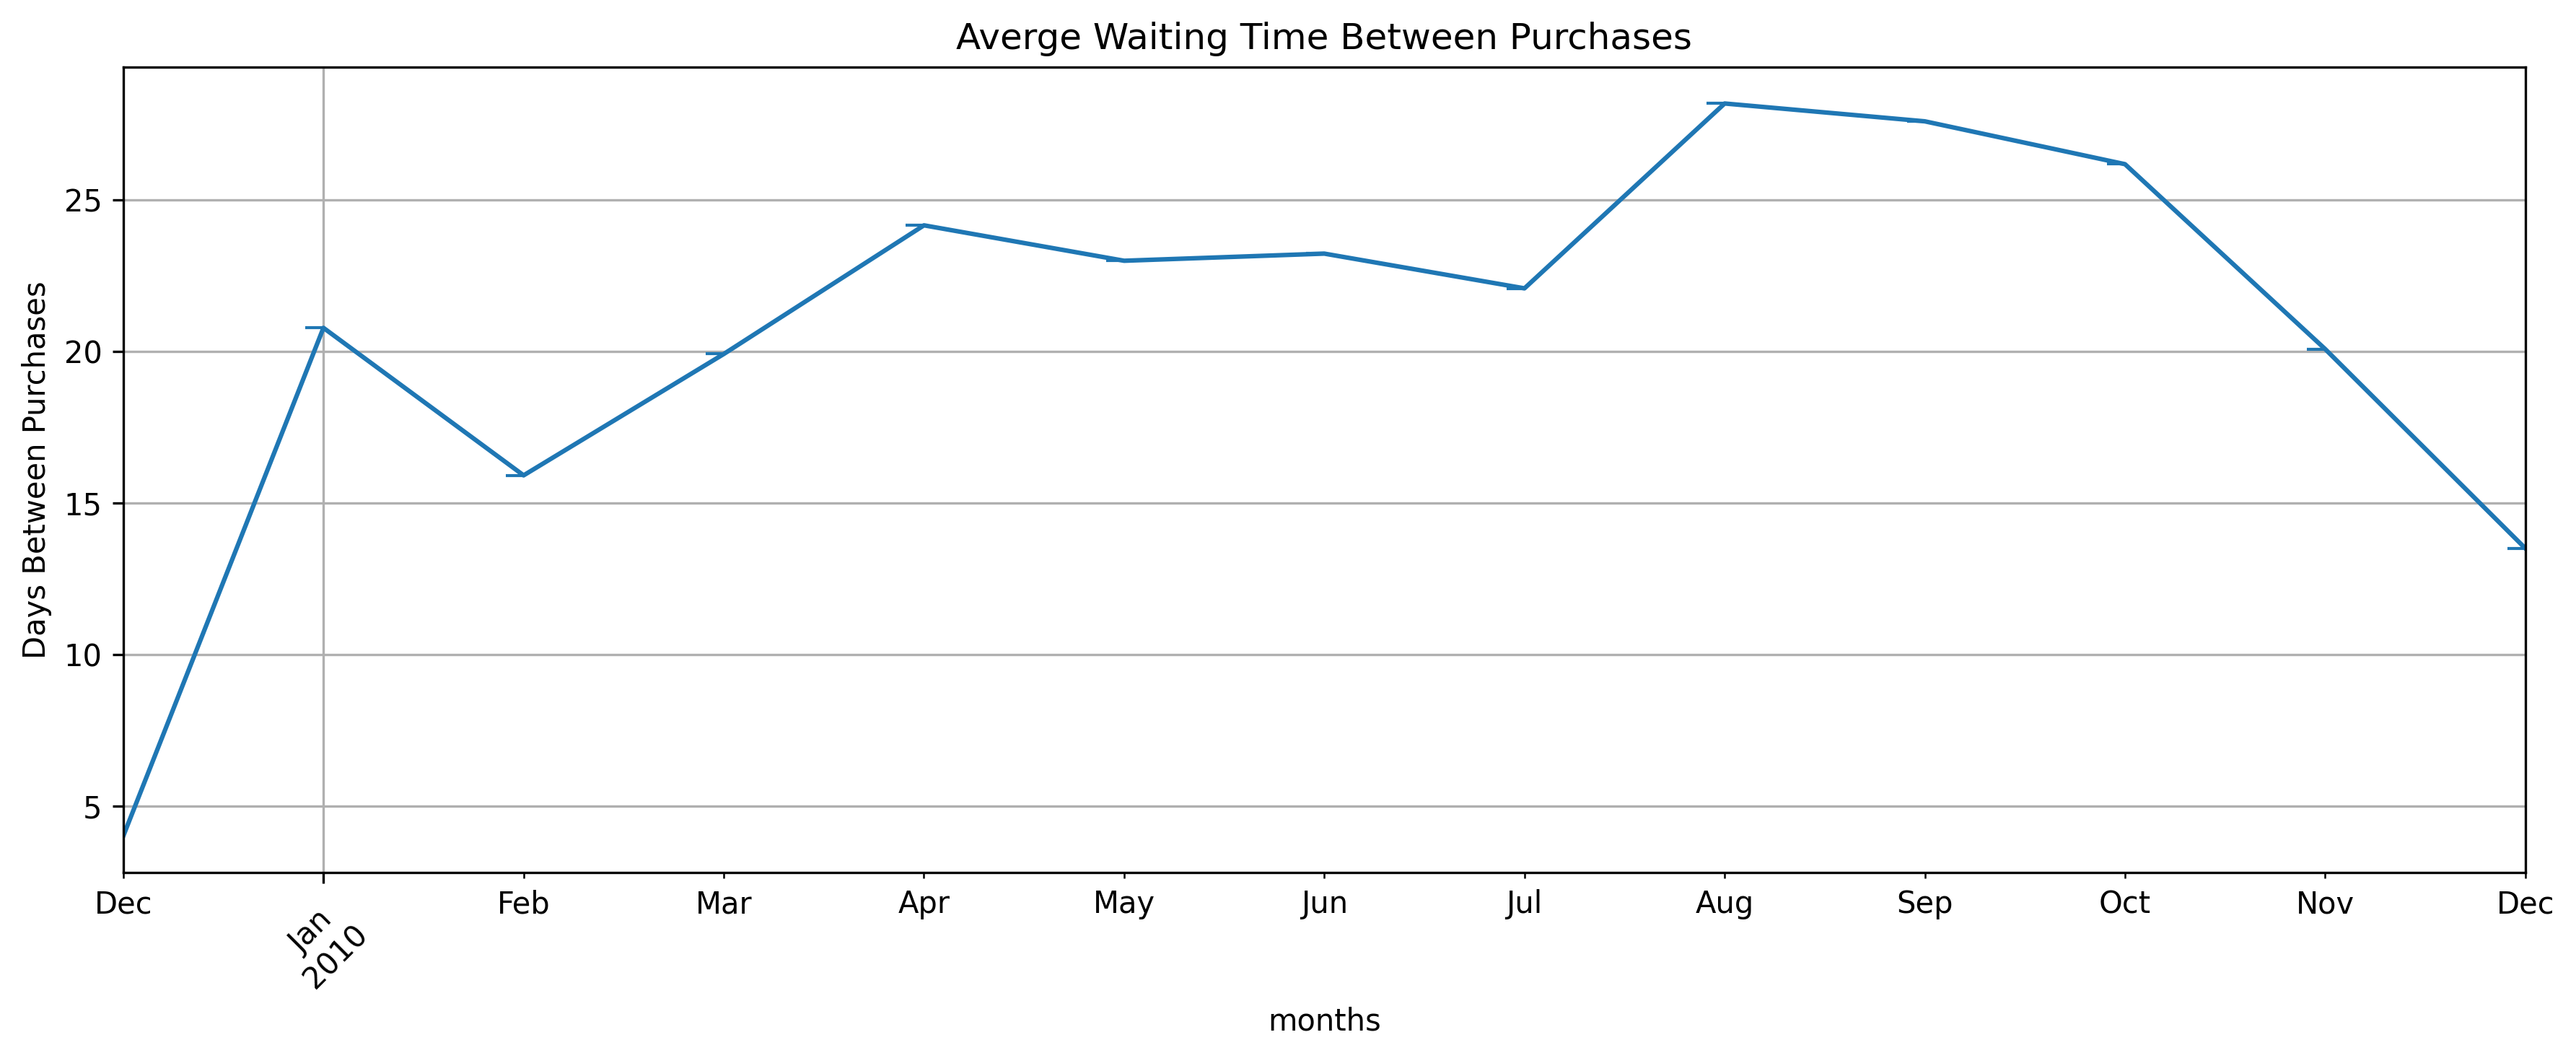 Averge Waiting Time Between Purchases
Days Between Purchases
25
20
15
10
5
Dec
Jan
2010
Feb
Mar
Apr
May
Jun
Jul
Aug
Sep
Oct
Nov
Dec
months